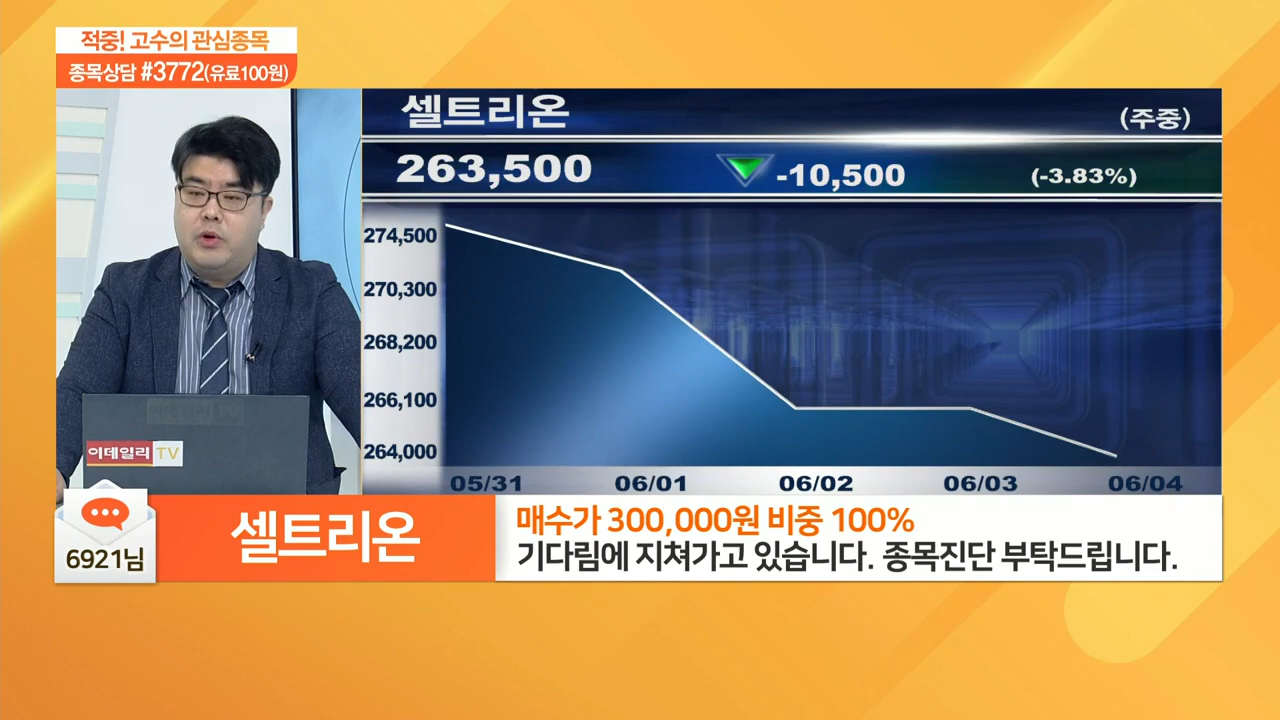 적중! 고수의 관심종목
종목상담 #3772(유료100원)
셀트리온
(주중)
263,500
-10,500
(-3.83%)
274,500
270,300
268,200
266,100
264,000
05/31
06/01
06/02
06/03
06/04
이데일리 TV
6921님
셀트리온
매수가 300,000원 비중 100%
기다림에 지쳐가고 있습니다. 종목진단 부탁드립니다.